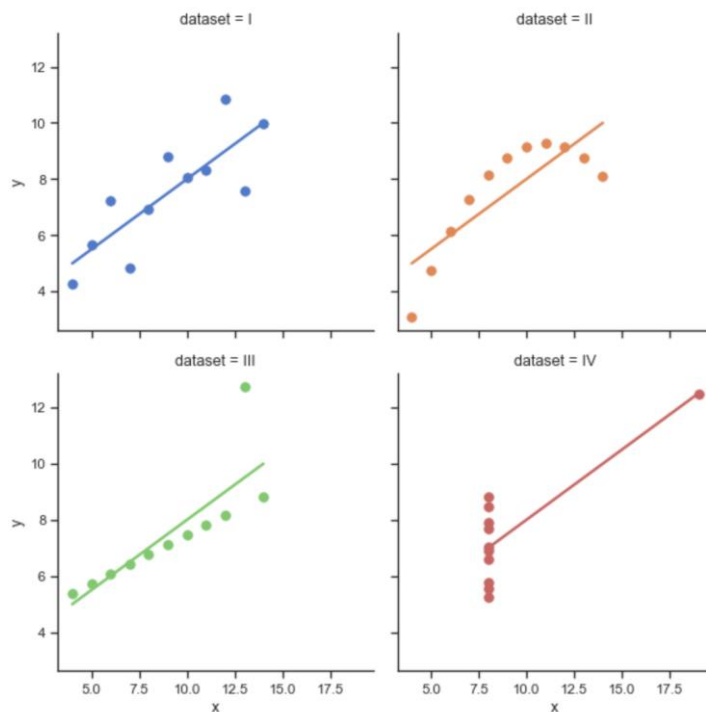 dataset = I
dataset = II
12
10
8
6
4
y
dataset = III
dataset = IV
12
10
8
6
4
y
5.0 7.5 10.0 12.5 15.0 17.5
5.0 7.5 10.0 12.5 15.0 17.5
x
x